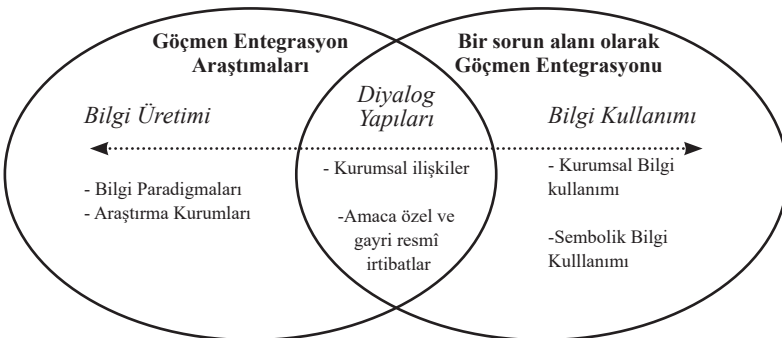 Göçmen Entegrasyon
Araştımaları
Bilgi Üretimi
- Bilgi Paradigmaları
- Araştırma Kurumları
Diyalog
Yapıları
- Kurumsal ilişkiler
-Amaca özel ve
gayri resmî
irtibatlar
Bir sorun alanı olarak
Göçmen Entegrasyonu
Bilgi Kullanımı
- Kurumsal Bilgi
kullanımı
-Sembolik Bilgi
Kulllanımı